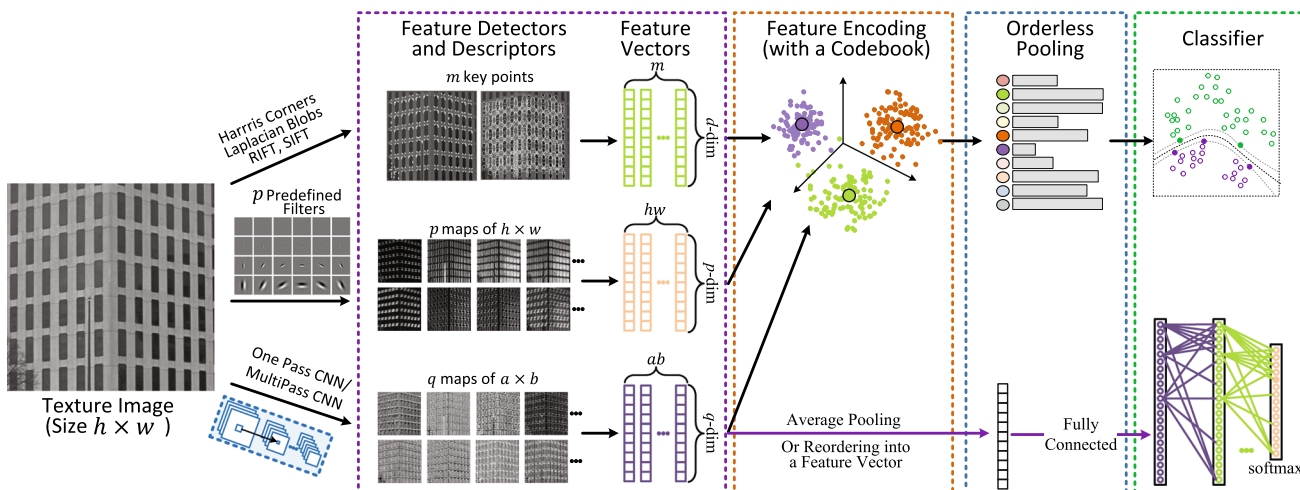 Feature Detectors
and Descriptors
Feature
Vectors
Feature Encoding
(with a Codebook)
Orderless
Pooling
Classifier
Harrris Corners
Laplacian Blobs
RIFT, SIFT
m key points
m
d-dim
p Predefined
Filters
p maps of h × w
hw
p-dim
One Pass CNN/
MultiPass CNN
q maps of a × b
ab
q-dim
Texture Image
(Size h × w)
Average Pooling
Or Reordering into
a Feature Vector
Fully
Connected
softmax